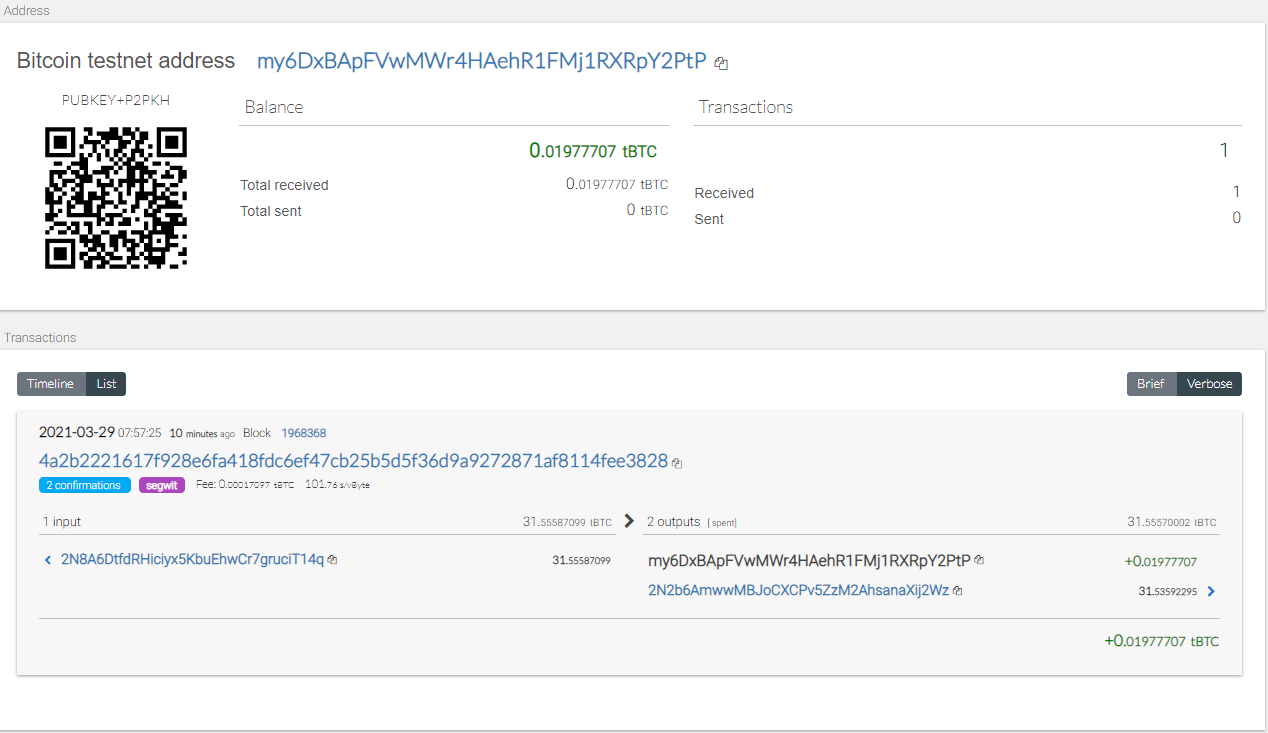 Address
Bitcoin testnet address my6DxBApFVwMWr4HAehR1FMj1RXRpY2PtP
PUBKEY+P2PKH
Balance
0.01977707 tBTC
Total received 0.01977707 tBTC
Total sent 0 tBTC
Transactions
1
Received 1
Sent 0
Transactions
Timeline List
Brief Verbose
2021-03-29 07:57:25 10 minutes ago Block 1968368
4a2b2221617f928e6fa418fdc6ef47cb25b5d5f36d9a9272871af8114fee3828
2 confirmations segwit Fee: 0.00017097 tBTC 101.76 s/vByte
1 input 31.55587099 tBTC
2 outputs [spent] 31.55570002 tBTC
2N8A6DtfdRHiciyx5KbuEhwCr7gruciT14q 31.55587099
my6DxBApFVwMWr4HAehR1FMj1RXRpY2PtP +0.01977707
2N2b6AmwwMBJoCXCPv5ZzM2AhsanaXij2Wz 31.53592295
+0.01977707 tBTC